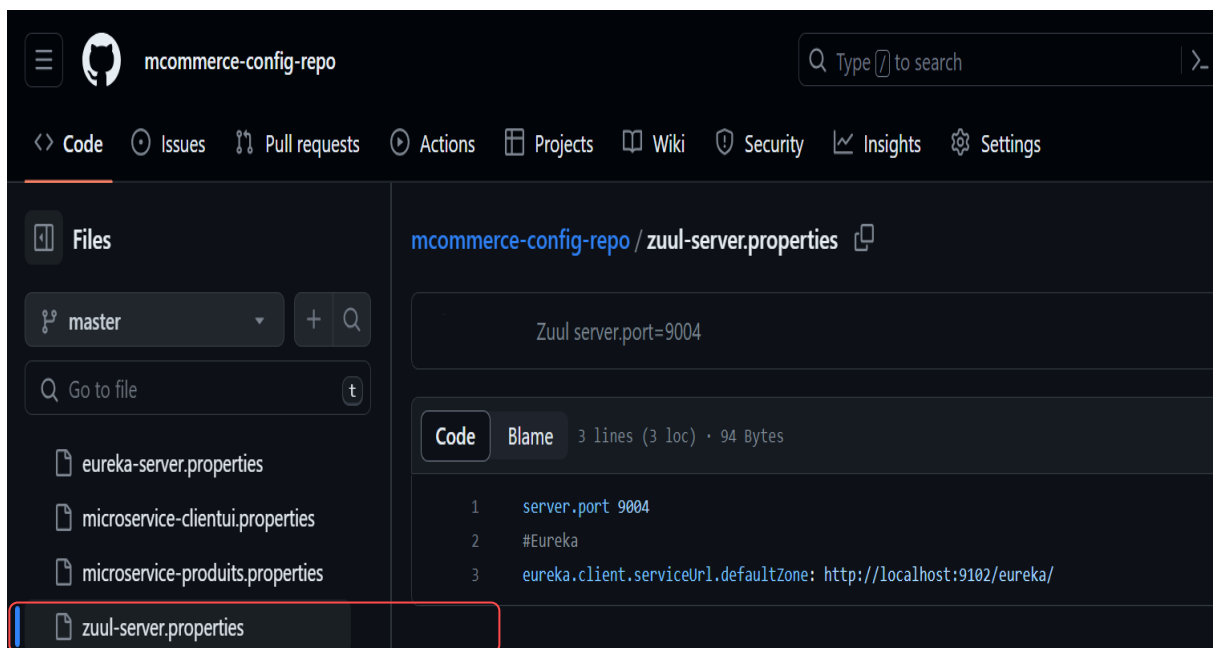 mcommerce-config-repo
Type / to search
Code Issues Pull requests Actions Projects Wiki Security Insights Settings
Files
master
Go to file t
eureka-server.properties
microservice-clientui.properties
microservice-produits.properties
zuul-server.properties
mcommerce-config-repo / zuul-server.properties
Zuul server.port=9004
Code Blame 3 lines (3 loc) · 94 Bytes
1 server.port 9004
2 #Eureka
3 eureka.client.serviceUrl.defaultZone: http://localhost:9102/eureka/